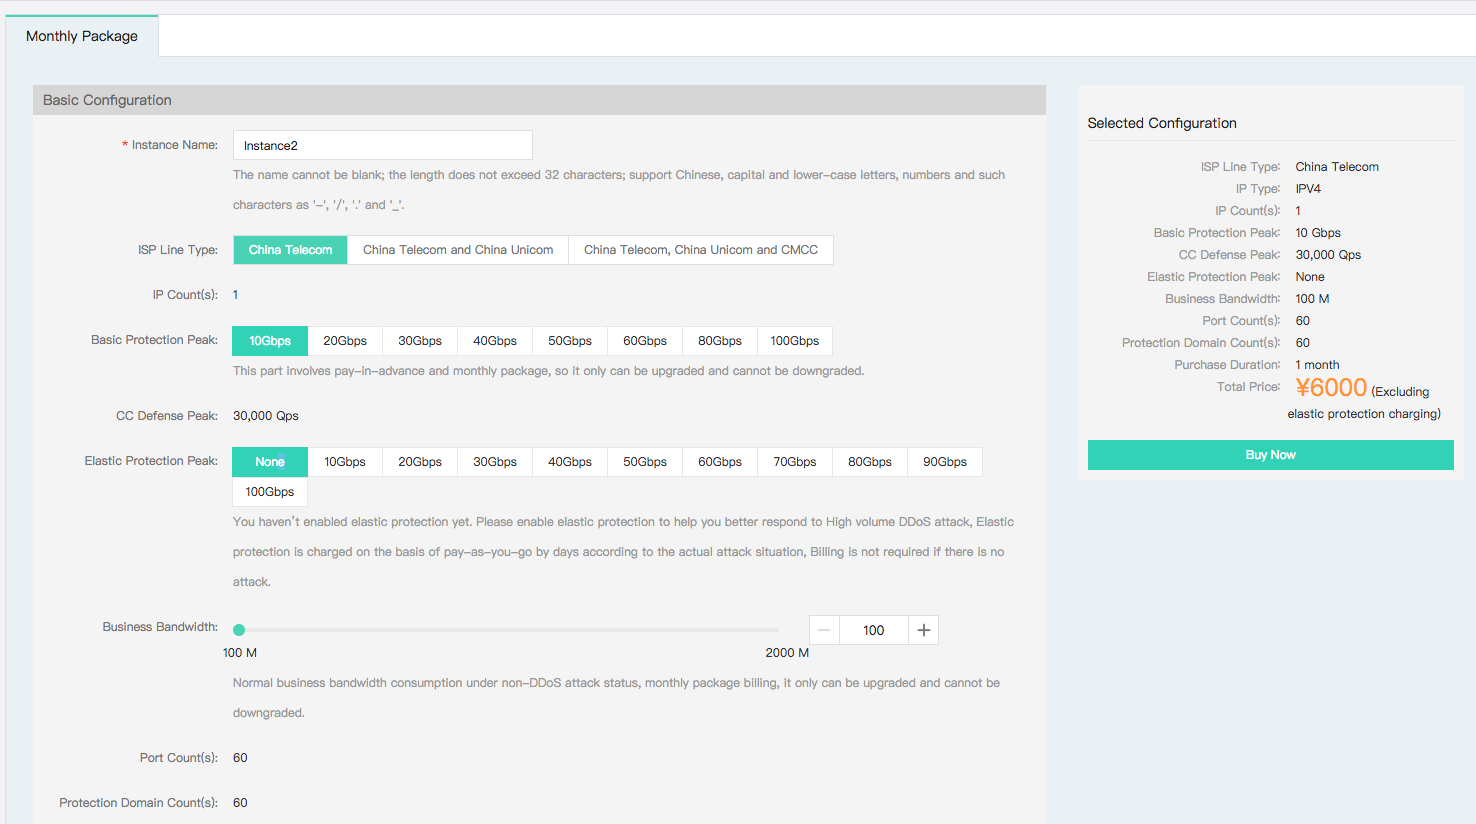 Monthly Package
Basic Configuration
* Instance Name: Instance2
The name cannot be blank; the length does not exceed 32 characters; support Chinese, capital and lower-case letters, numbers and such
characters as '-', '/', '.' and '_'.
ISP Line Type: China Telecom China Telecom and China Unicom China Telecom, China Unicom and CMCC
IP Count(s): 1
Basic Protection Peak: 10Gbps 20Gbps 30Gbps 40Gbps 50Gbps 60Gbps 80Gbps 100Gbps
This part involves pay-in-advance and monthly package, so it only can be upgraded and cannot be downgraded.
CC Defense Peak: 30,000 Qps
Elastic Protection Peak: None 10Gbps 20Gbps 30Gbps 40Gbps 50Gbps 60Gbps 70Gbps 80Gbps 90Gbps
100Gbps
You haven't enabled elastic protection yet. Please enable elastic protection to help you better respond to High volume DDoS attack, Elastic
protection is charged on the basis of pay-as-you-go by days according to the actual attack situation, Billing is not required if there is no
attack.
Business Bandwidth: 100
100 M 2000 M
Normal business bandwidth consumption under non-DDoS attack status, monthly package billing, it only can be upgraded and cannot be
downgraded.
Port Count(s): 60
Protection Domain Count(s): 60
Selected Configuration
ISP Line Type: China Telecom
IP Type: IPV4
IP Count(s): 1
Basic Protection Peak: 10 Gbps
CC Defense Peak: 30,000 Qps
Elastic Protection Peak: None
Business Bandwidth: 100 M
Port Count(s): 60
Protection Domain Count(s): 60
Purchase Duration: 1 month
Total Price: ¥6000 (Excluding
elastic protection charging)
Buy Now